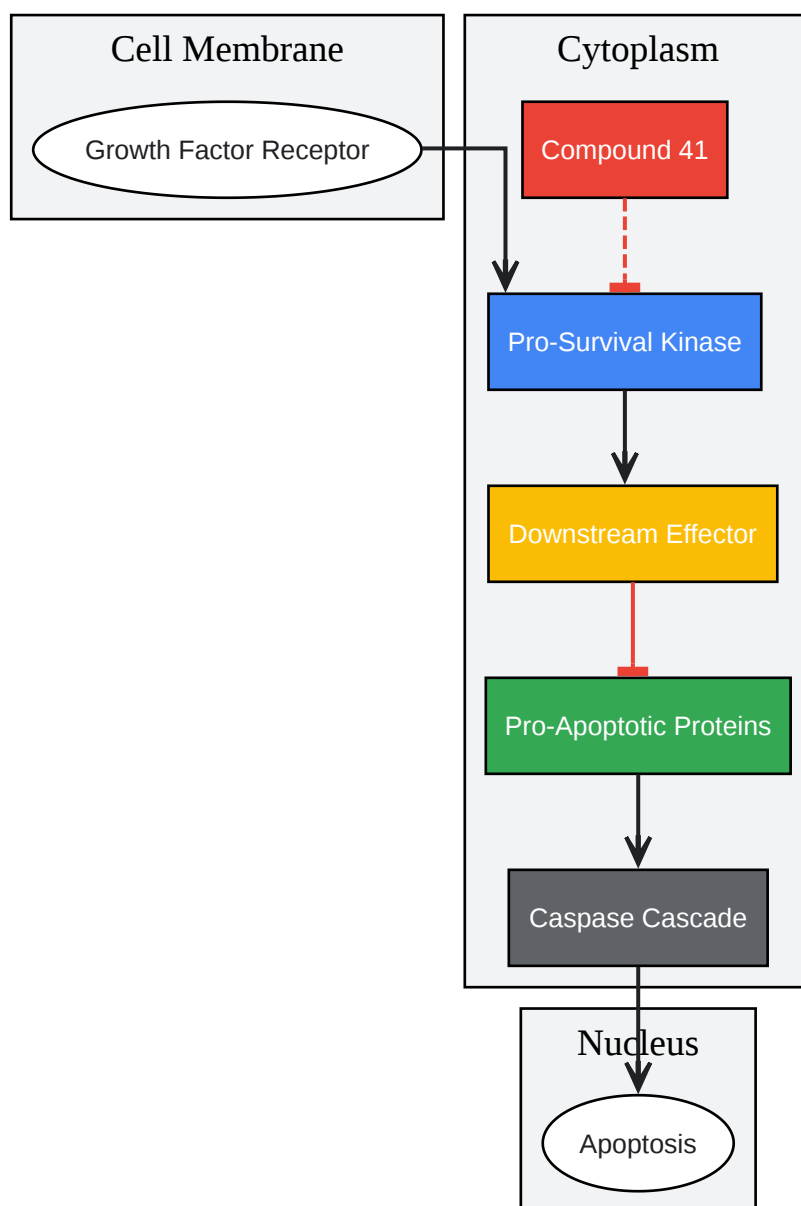 Cell Membrane
Growth Factor Receptor
Cytoplasm
Compound 41
Pro-Survival Kinase
Downstream Effector
Pro-Apoptotic Proteins
Caspase Cascade
Nucleus
Apoptosis